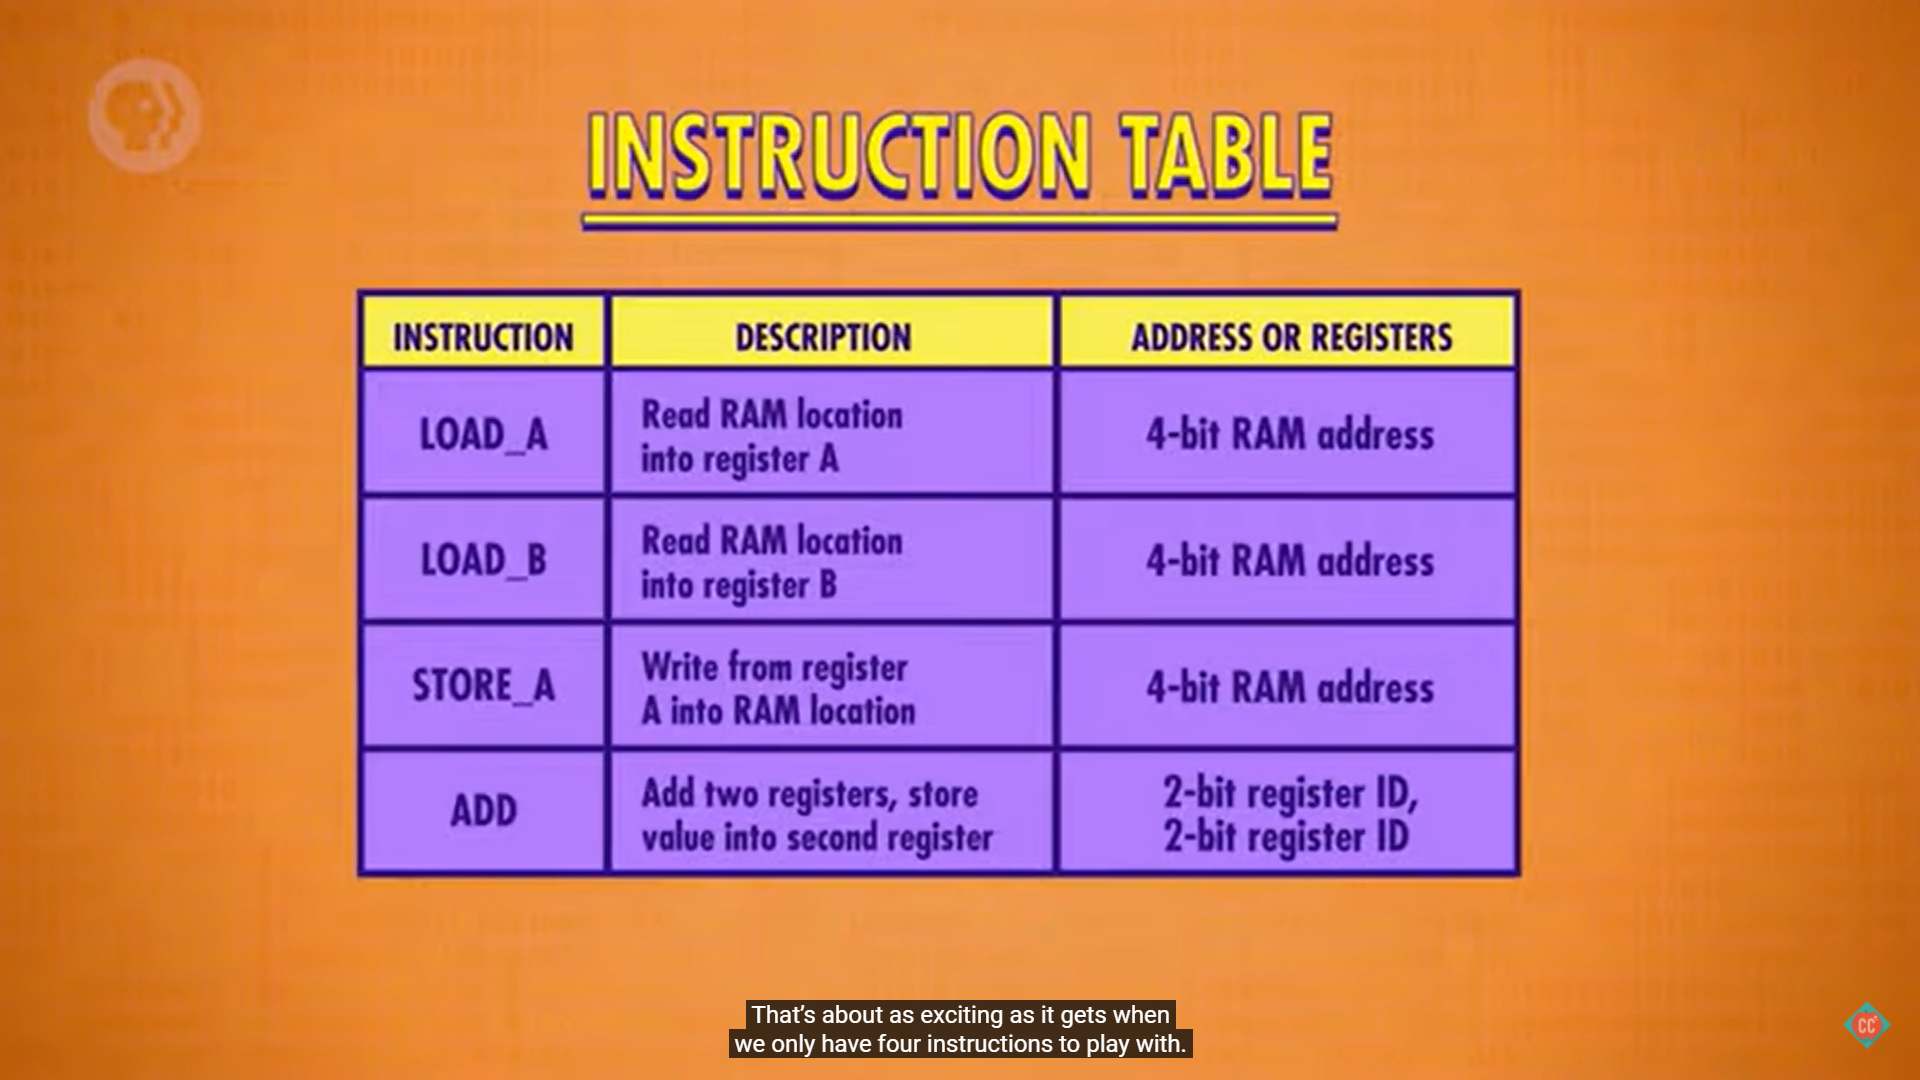 INSTRUCTION TABLE
INSTRUCTION
DESCRIPTION
ADDRESS OR REGISTERS
LOAD_A
Read RAM location
into register A
4-bit RAM address
LOAD_B
Read RAM location
into register B
4-bit RAM address
STORE_A
Write from register
A into RAM location
4-bit RAM address
ADD
Add two registers, store
value into second register
2-bit register ID,
2-bit register ID
That's about as exciting as it gets when
we only have four instructions to play with.
CC